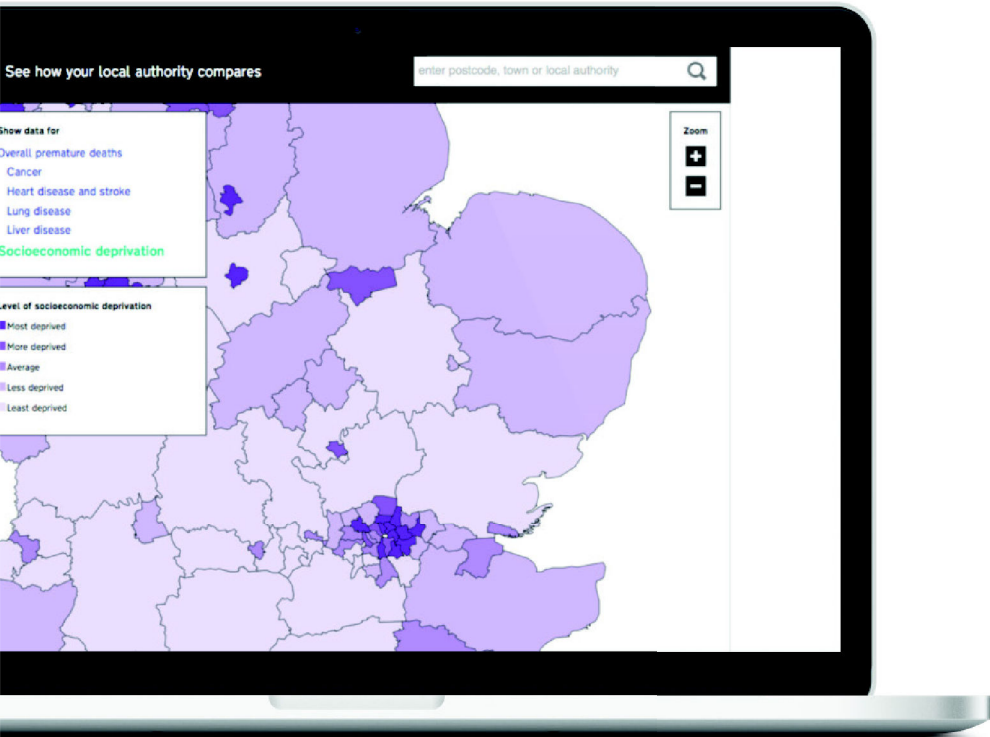 See how your local authority compares
enter postcode, town or local authority
Show data for
Overall premature deaths
Cancer
Heart disease and stroke
Lung disease
Liver disease
Socioeconomic deprivation
Level of socioeconomic deprivation
Most deprived
More deprived
Average
Less deprived
Least deprived
Zoom